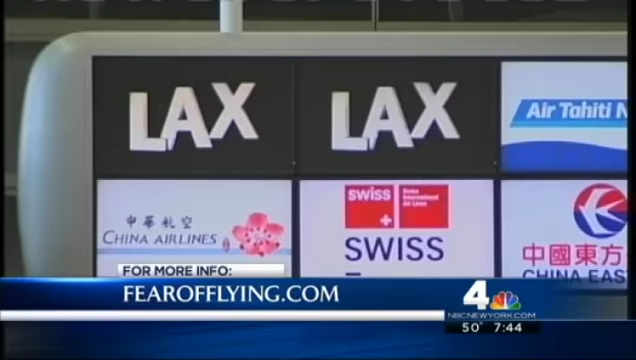 LAX LAX Air Tahiti N
中華航空
CHINA AIRLINES
swiss Swiss International Air Lines
SWISS
中國東方
CHINA EAST
FOR MORE INFO:
FEAROFFLYING.COM
4
NBCNEWYORK.COM
50° 7:44